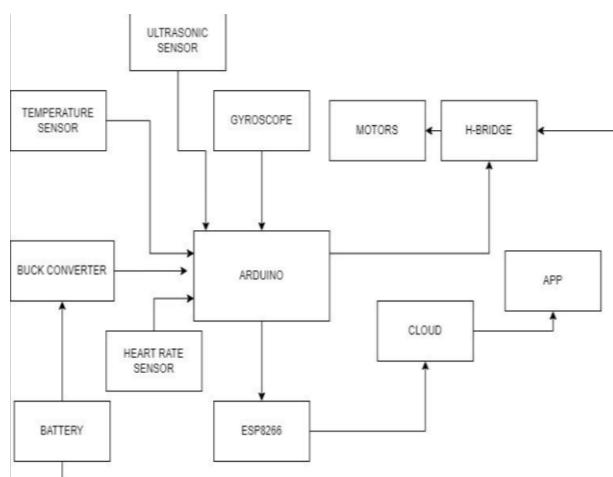 ULTRASONIC
SENSOR
TEMPERATURE
SENSOR
GYROSCOPE
MOTORS
H-BRIDGE
BUCK CONVERTER
ARDUINO
APP
CLOUD
HEART RATE
SENSOR
BATTERY
ESP8266